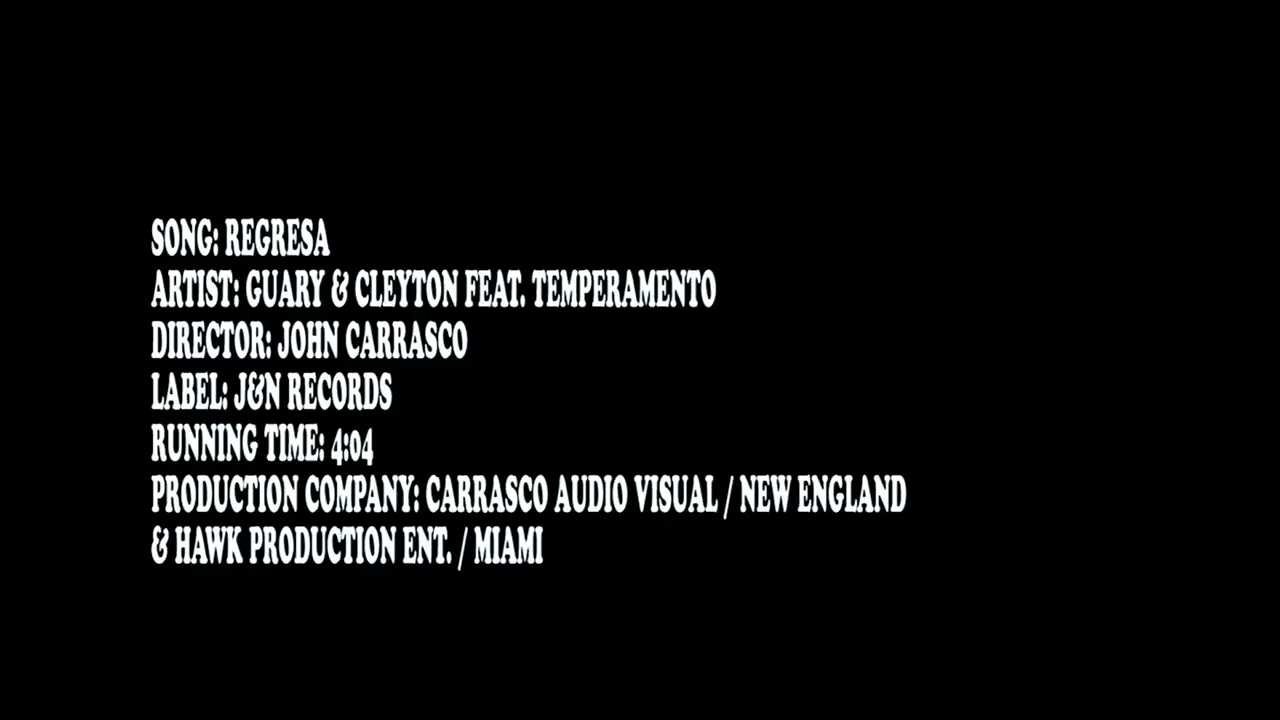 SONG: REGRESA
ARTIST: GUARY & CLEYTON FEAT. TEMPERAMENTO
DIRECTOR: JOHN CARRASCO
LABEL: J&N RECORDS
RUNNING TIME: 4:04
PRODUCTION COMPANY: CARRASCO AUDIO VISUAL / NEW ENGLAND
& HAWK PRODUCTION ENT. / MIAMI